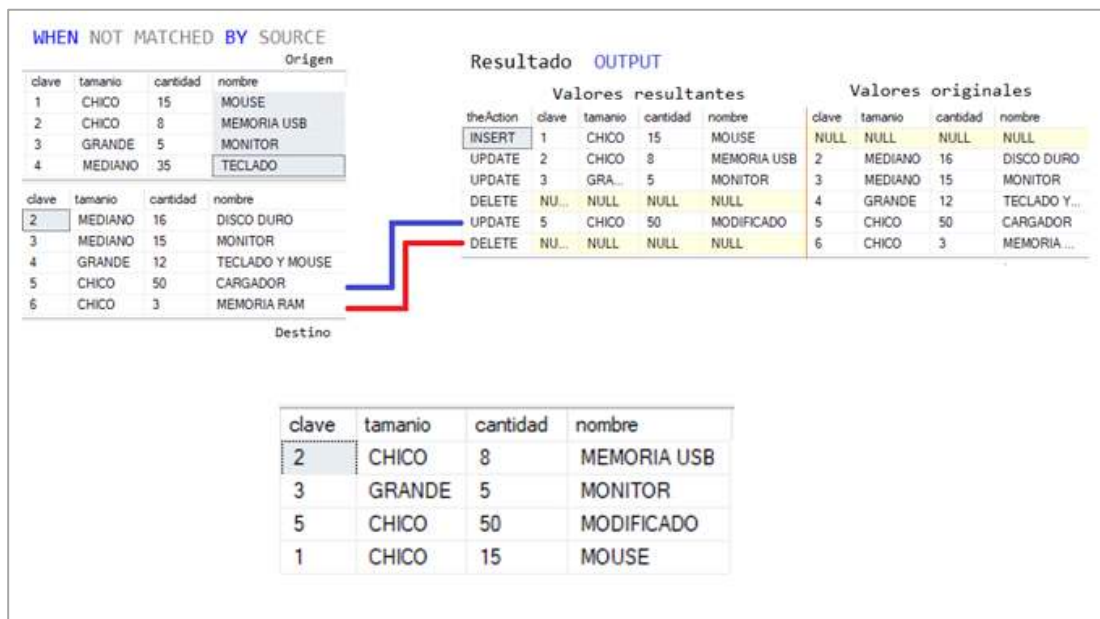 WHEN NOT MATCHED BY SOURCE
Origen
clave tamanio cantidad nombre
1 CHICO 15 MOUSE
2 CHICO 8 MEMORIA USB
3 GRANDE 5 MONITOR
4 MEDIANO 35 TECLADO
clave tamanio cantidad nombre
2 MEDIANO 16 DISCO DURO
3 MEDIANO 15 MONITOR
4 GRANDE 12 TECLADO Y MOUSE
5 CHICO 50 CARGADOR
6 CHICO 3 MEMORIA RAM
Destino
Resultado OUTPUT
Valores resultantes Valores originales
theAction clave tamanio cantidad nombre clave tamanio cantidad nombre
INSERT 1 CHICO 15 MOUSE NULL NULL NULL NULL
UPDATE 2 CHICO 8 MEMORIA USB 2 MEDIANO 16 DISCO DURO
UPDATE 3 GRA... 5 MONITOR 3 MEDIANO 15 MONITOR
DELETE NU... NULL NULL NULL 4 GRANDE 12 TECLADO Y...
UPDATE 5 CHICO 50 MODIFICADO 5 CHICO 50 CARGADOR
DELETE NU... NULL NULL NULL 6 CHICO 3 MEMORIA ...
clave tamanio cantidad nombre
2 CHICO 8 MEMORIA USB
3 GRANDE 5 MONITOR
5 CHICO 50 MODIFICADO
1 CHICO 15 MOUSE